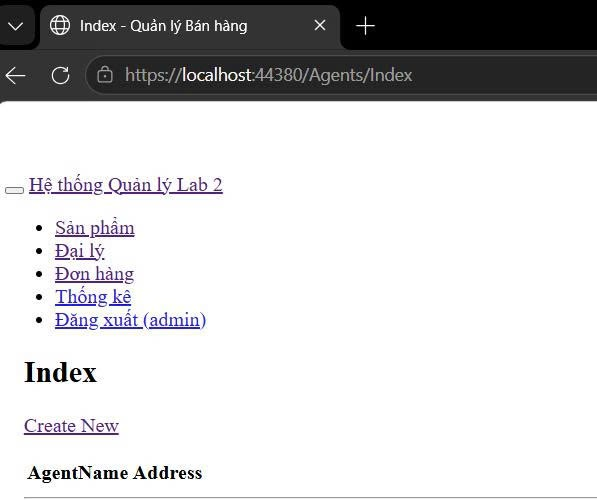 Index - Quản lý Bán hàng
https://localhost:44380/Agents/Index
Hệ thống Quản lý Lab 2
Sản phẩm
Đại lý
Đơn hàng
Thống kê
Đăng xuất (admin)
Index
Create New
AgentName Address